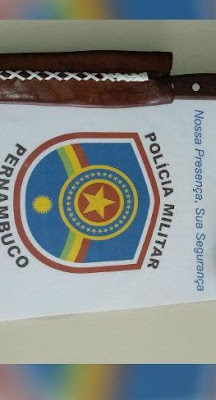 POLÍCIA MILITAR
PERNAMBUCO
Nossa Presença, Sua Segurança